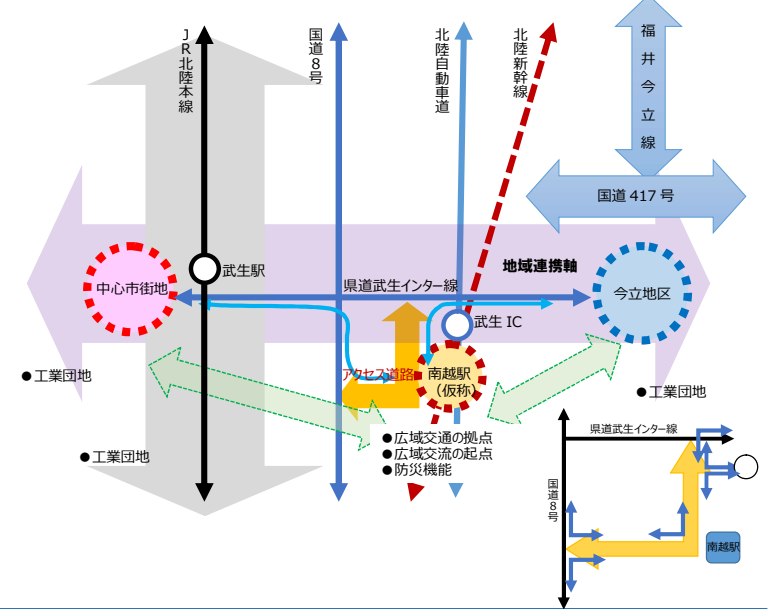 JR北陸本線
国道8号
北陸自動車道
北陸新幹線
福井今立線
国道417号
地域連携軸
武生駅
中心市街地
県道武生インター線
今立地区
武生IC
アクセス道路
南越駅
（仮称）
●工業団地
●工業団地
●工業団地
●広域交通の拠点
●広域交流の起点
●防災機能
県道武生インター線
国道8号
南越駅